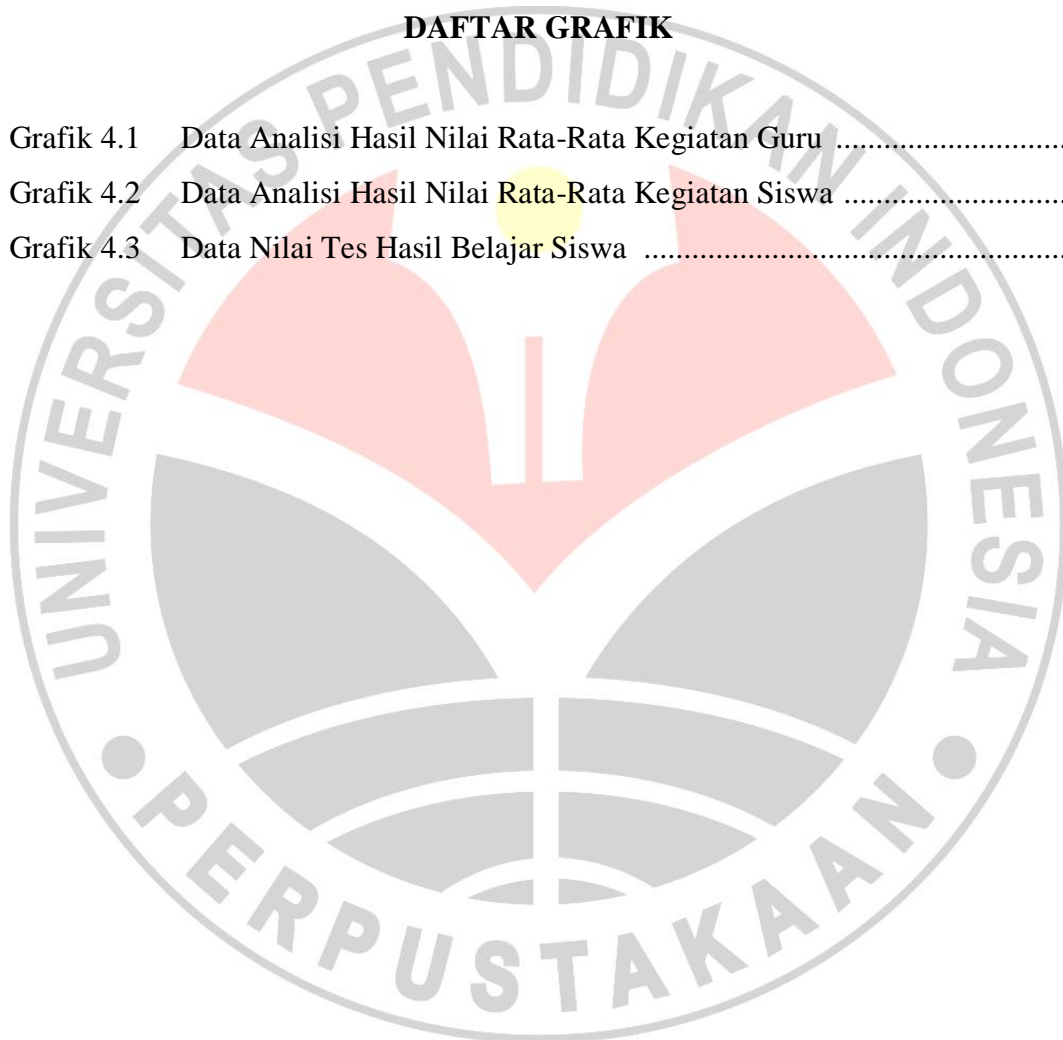 DAFTAR GRAFIK
Grafik 4.1 Data Analisi Hasil Nilai Rata-Rata Kegiatan Guru ...........................
Grafik 4.2 Data Analisi Hasil Nilai Rata-Rata Kegiatan Siswa ..........................
Grafik 4.3 Data Nilai Tes Hasil Belajar Siswa ..................................................
UNIVERSITAS PENDIDIKAN INDONESIA
PERPUSTAKAAN